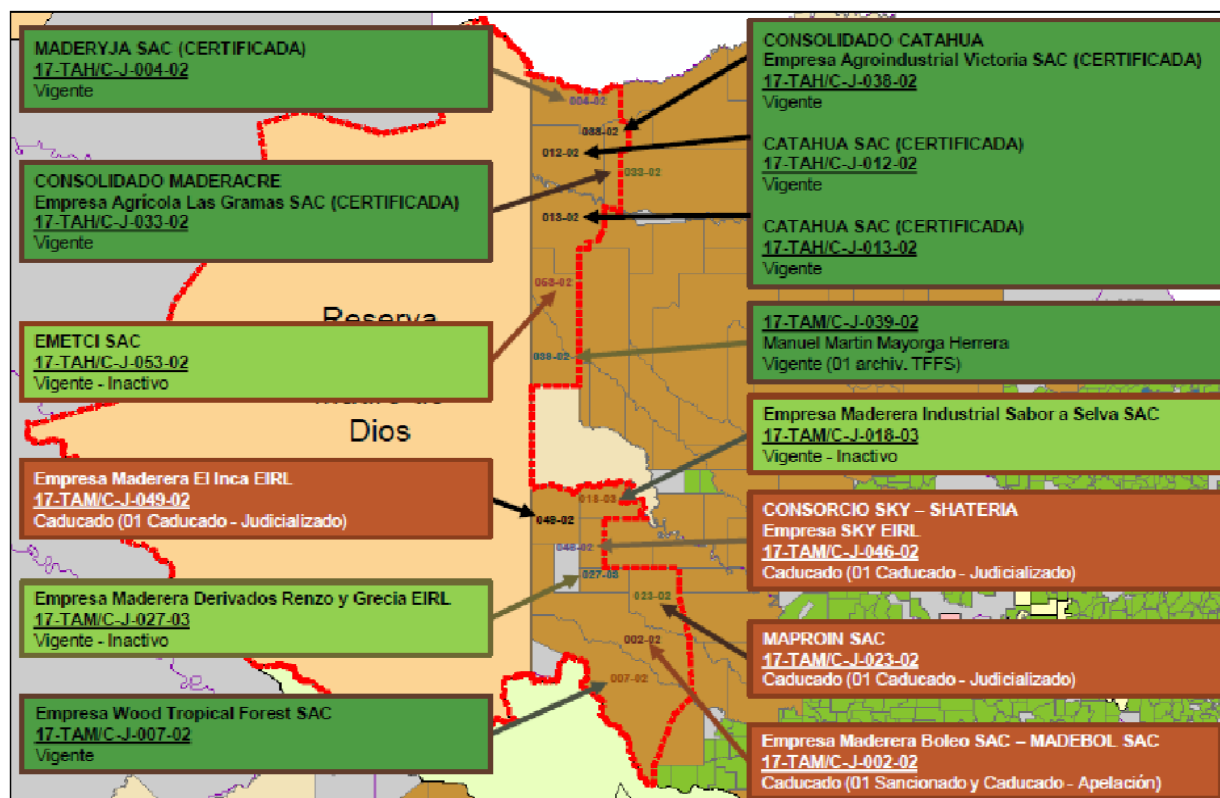 MADERYJA SAC (CERTIFICADA)
17-TAH/C-J-004-02
Vigente
CONSOLIDADO MADERACRE
Empresa Agrícola Las Gramas SAC (CERTIFICADA)
17-TAH/C-J-033-02
Vigente
EMETCI SAC
17-TAH/C-J-053-02
Vigente - Inactivo
Empresa Maderera El Inca EIRL
17-TAM/C-J-049-02
Caducado (01 Caducado - Judicializado)
Empresa Maderera Derivados Renzo y Grecia EIRL
17-TAM/C-J-027-03
Vigente - Inactivo
Empresa Wood Tropical Forest SAC
17-TAM/C-J-007-02
Vigente
Reserva
Dios
004-02
038-02
012-02
033-02
013-02
053-02
018-03
049-02
046-02
027-03
023-02
002-02
007-02
CONSOLIDADO CATAHUA
Empresa Agroindustrial Victoria SAC (CERTIFICADA)
17-TAH/C-J-038-02
Vigente
CATAHUA SAC (CERTIFICADA)
17-TAH/C-J-012-02
Vigente
CATAHUA SAC (CERTIFICADA)
17-TAH/C-J-013-02
Vigente
17-TAM/C-J-039-02
Manuel Martin Mayorga Herrera
Vigente (01 archiv. TFFS)
Empresa Maderera Industrial Sabor a Selva SAC
17-TAM/C-J-018-03
Vigente - Inactivo
CONSORCIO SKY – SHATERIA
Empresa SKY EIRL
17-TAM/C-J-046-02
Caducado (01 Caducado - Judicializado)
MAPROIN SAC
17-TAM/C-J-023-02
Caducado (01 Caducado - Judicializado)
Empresa Maderera Boleo SAC – MADEBOL SAC
17-TAM/C-J-002-02
Caducado (01 Sancionado y Caducado - Apelación)